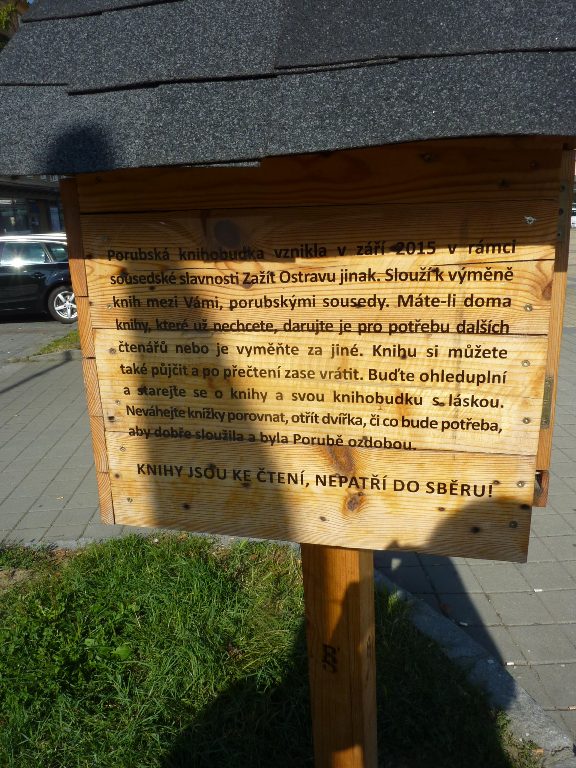 Porubská knihobudka vznikla v září 2015 v rámci
sousedské slavnosti Zažít Ostravu jinak. Slouží k výměně
knih mezi Vámi, porubskými sousedy. Máte-li doma
knihy, které už nechcete, darujte je pro potřebu dalších
čtenářů nebo je vyměňte za jiné. Knihu si můžete
také půjčit a po přečtení zase vrátit. Buďte ohleduplní
a starejte se o knihy a svou knihobudku s láskou.
Neváhejte knížky porovnat, otřít dvířka, či co bude potřeba,
aby dobře sloužila a byla Porubě ozdobou.
KNIHY JSOU KE ČTENÍ, NEPATŘÍ DO SBĚRU!